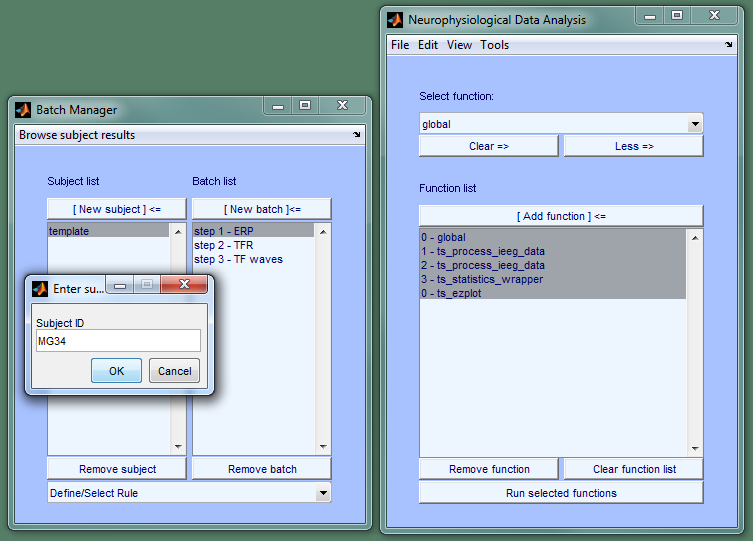 Batch Manager
Browse subject results
Subject list
Batch list
[ New subject ] <=
[ New batch ]<=
template
step 1 - ERP
step 2 - TFR
step 3 - TF waves
Enter su...
Subject ID
MG34
OK
Cancel
Remove subject
Remove batch
Define/Select Rule
Neurophysiological Data Analysis
File Edit View Tools
Select function:
global
Clear =>
Less =>
Function list
[ Add function ] <=
0 - global
1 - ts_process_ieeg_data
2 - ts_process_ieeg_data
3 - ts_statistics_wrapper
0 - ts_ezplot
Remove function
Clear function list
Run selected functions